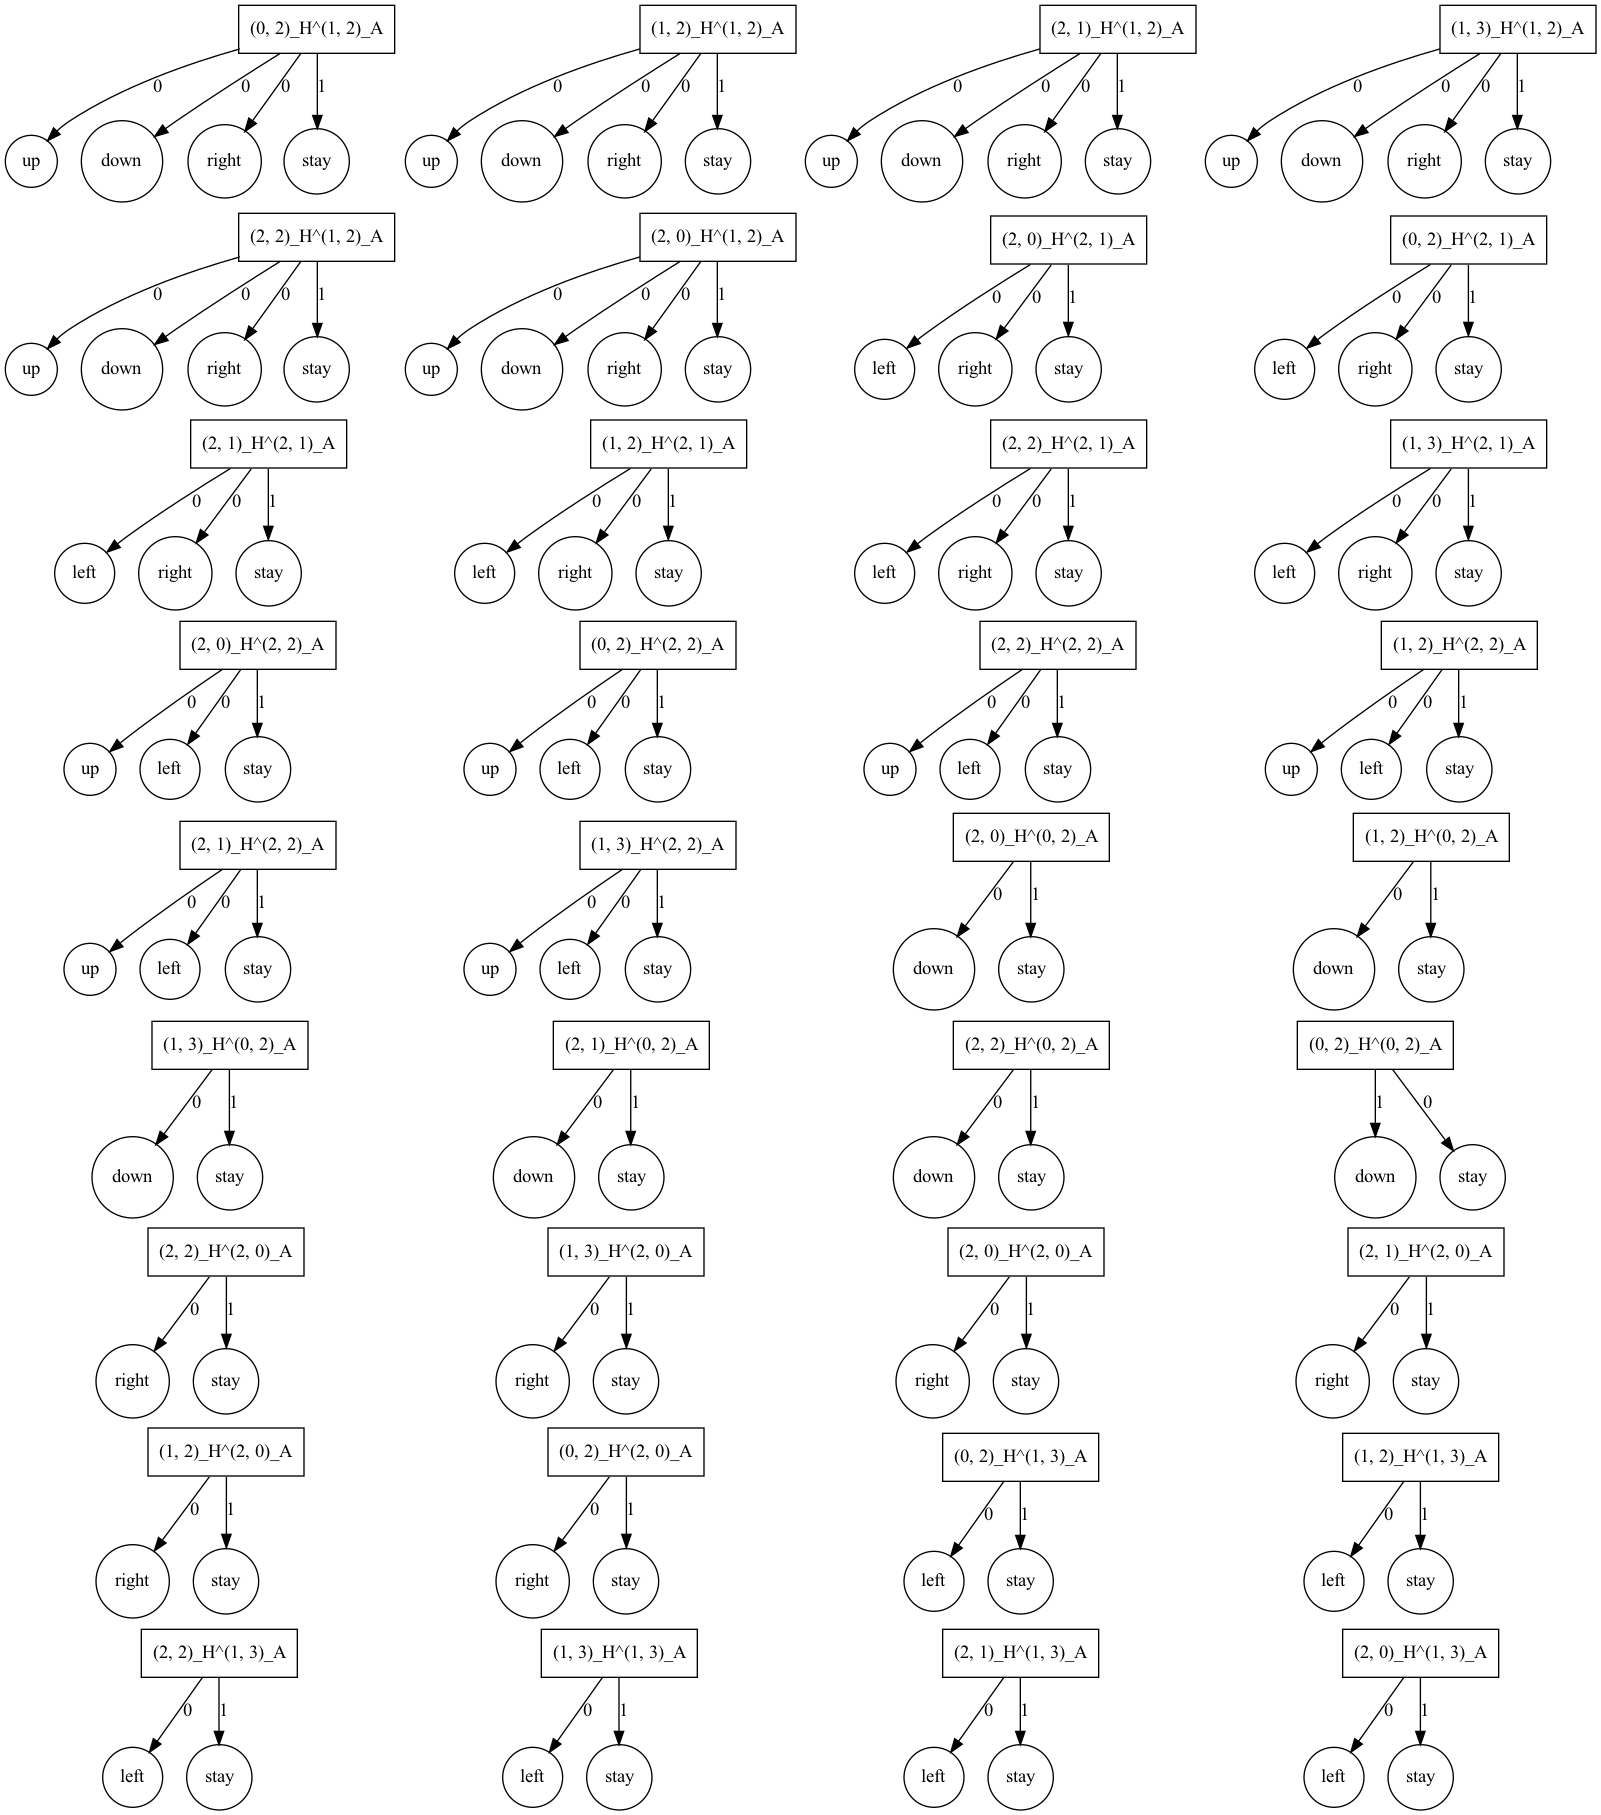 (0, 2)_H^(1, 2)_A (1, 2)_H^(1, 2)_A (2, 1)_H^(1, 2)_A (1, 3)_H^(1, 2)_A
0 0 0 1 0 0 0 1 0 0 0 1 0 0 0 1
up down right stay up down right stay up down right stay up down right stay
(2, 2)_H^(1, 2)_A (2, 0)_H^(1, 2)_A (2, 0)_H^(2, 1)_A (0, 2)_H^(2, 1)_A
0 0 0 1 0 0 0 1 0 0 1 0 0 1
up down right stay up down right stay left right stay left right stay
(2, 1)_H^(2, 1)_A (1, 2)_H^(2, 1)_A (2, 2)_H^(2, 1)_A (1, 3)_H^(2, 1)_A
0 0 1 0 0 1 0 0 1 0 0 1
left right stay left right stay left right stay left right stay
(2, 0)_H^(2, 2)_A (0, 2)_H^(2, 2)_A (2, 2)_H^(2, 2)_A (1, 2)_H^(2, 2)_A
0 0 1 0 0 1 0 0 1 0 0 1
up left stay up left stay up left stay up left stay
(2, 1)_H^(2, 2)_A (1, 3)_H^(2, 2)_A (2, 0)_H^(0, 2)_A (1, 2)_H^(0, 2)_A
0 0 1 0 0 1 0 1 0 1
up left stay up left stay down stay down stay
(1, 3)_H^(0, 2)_A (2, 1)_H^(0, 2)_A (2, 2)_H^(0, 2)_A (0, 2)_H^(0, 2)_A
0 1 0 1 0 1 1 0
down stay down stay down stay down stay
(2, 2)_H^(2, 0)_A (1, 3)_H^(2, 0)_A (2, 0)_H^(2, 0)_A (2, 1)_H^(2, 0)_A
0 1 0 1 0 1 0 1
right stay right stay right stay right stay
(1, 2)_H^(2, 0)_A (0, 2)_H^(2, 0)_A (0, 2)_H^(1, 3)_A (1, 2)_H^(1, 3)_A
0 1 0 1 0 1 0 1
right stay right stay left stay left stay
(2, 2)_H^(1, 3)_A (1, 3)_H^(1, 3)_A (2, 1)_H^(1, 3)_A (2, 0)_H^(1, 3)_A
0 1 0 1 0 1 0 1
left stay left stay left stay left stay